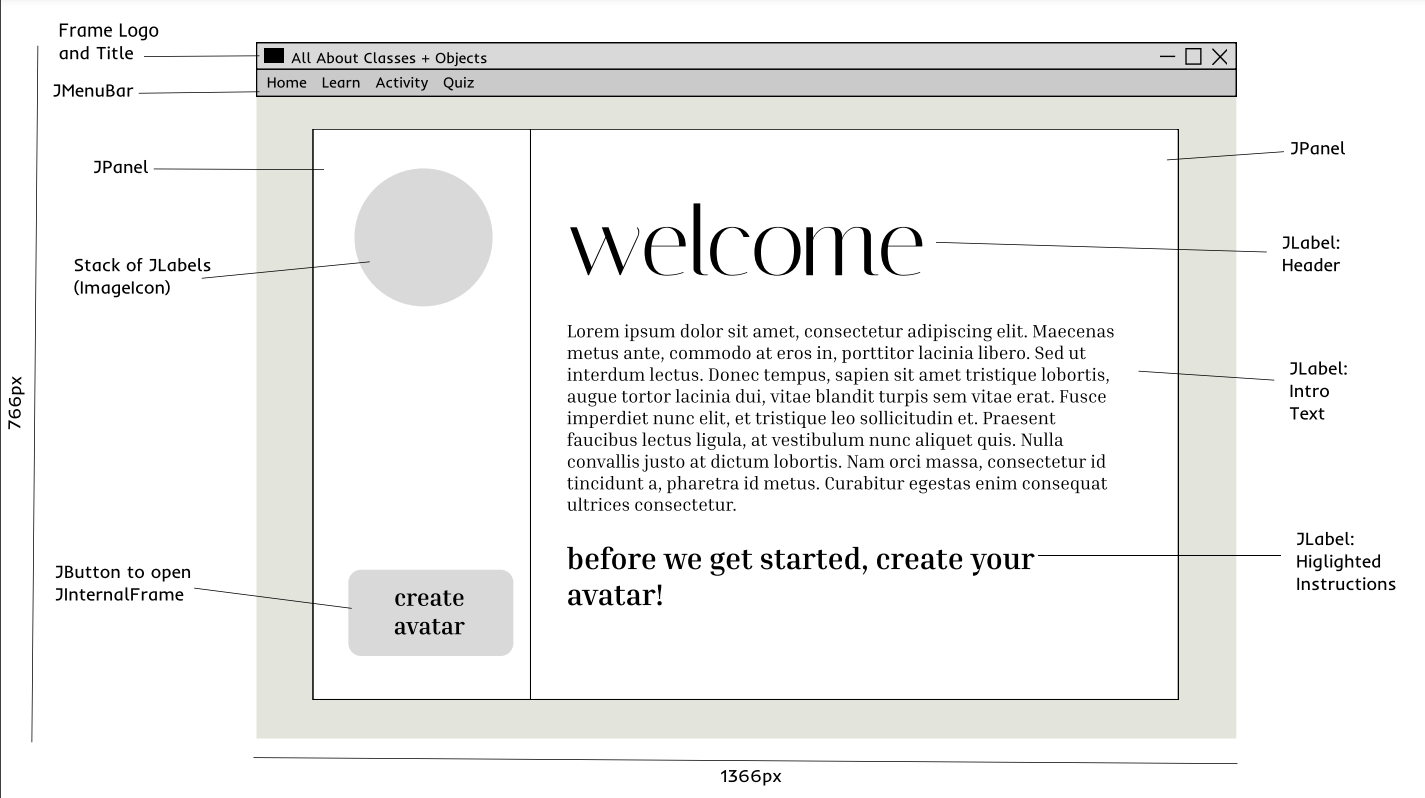 Frame Logo
and Title
All About Classes + Objects
JMenuBar
Home Learn Activity Quiz
JPanel
JPanel
Stack of JLabels
(ImageIcon)
welcome
JLabel:
Header
Lorem ipsum dolor sit amet, consectetur adipiscing elit. Maecenas
metus ante, commodo at eros in, porttitor lacinia libero. Sed ut
interdum lectus. Donec tempus, sapien sit amet tristique lobortis,
augue tortor lacinia dui, vitae blandit turpis sem vitae erat. Fusce
imperdiet nunc elit, et tristique leo sollicitudin et. Praesent
faucibus lectus ligula, at vestibulum nunc aliquet quis. Nulla
convallis justo at dictum lobortis. Nam orci massa, consectetur id
tincidunt a, pharetra id metus. Curabitur egestas enim consequat
ultrices consectetur.
JLabel:
Intro
Text
766px
before we get started, create your
avatar!
JLabel:
Higlighted
Instructions
JButton to open
JInternalFrame
create
avatar
1366px